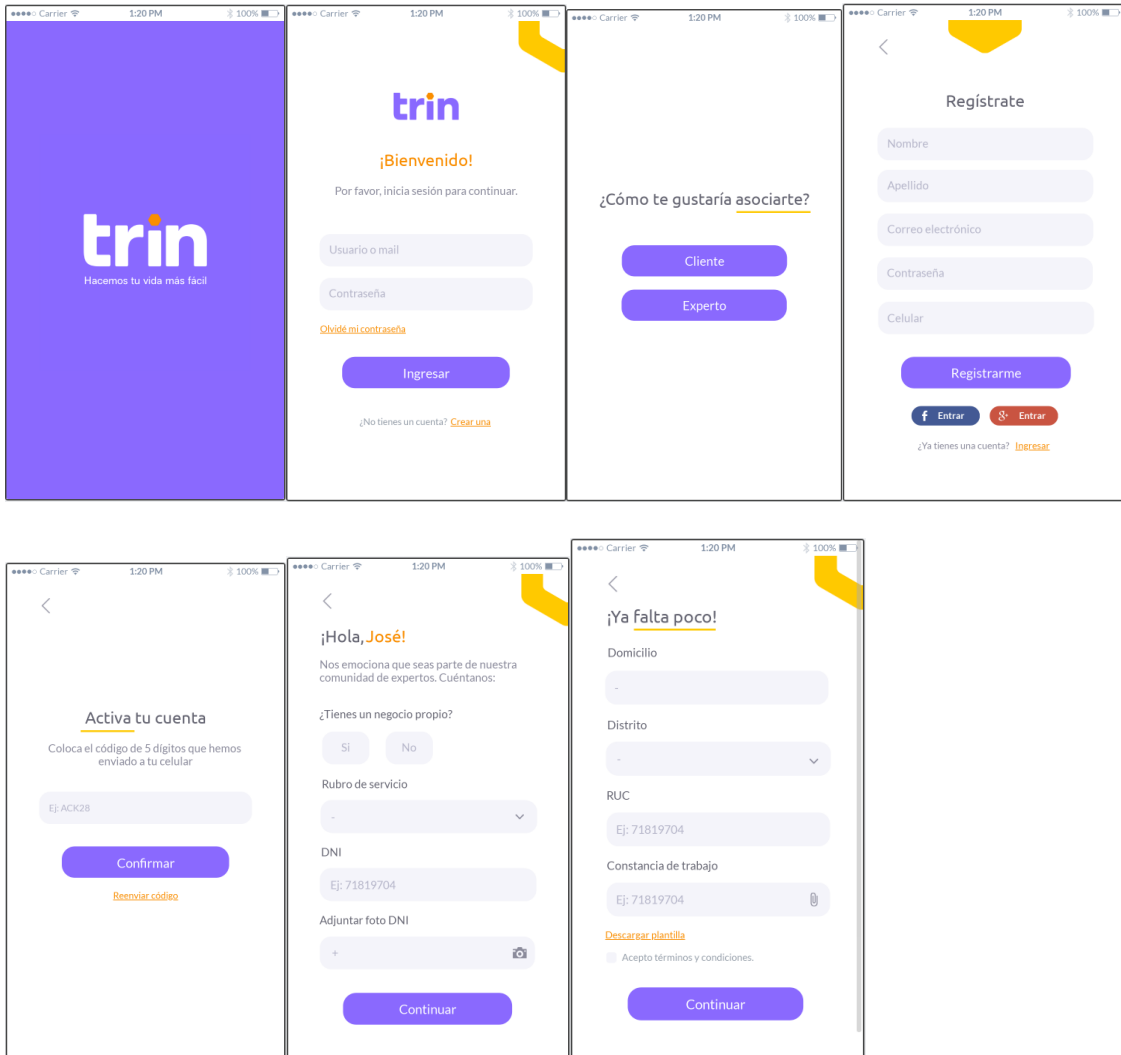 Carrier 1:20 PM 100%
trin
Hacemos tu vida más fácil
Carrier 1:20 PM 100%
trin
¡Bienvenido!
Por favor, inicia sesión para continuar.
Usuario o mail
Contraseña
Olvidé mi contraseña
Ingresar
¿No tienes un cuenta? Crear una
Carrier 1:20 PM 100%
¿Cómo te gustaría asociarte?
Cliente
Experto
Carrier 1:20 PM 100%
Regístrate
Nombre
Apellido
Correo electrónico
Contraseña
Celular
Registrarme
f Entrar g+ Entrar
¿Ya tienes una cuenta? Ingresar
Carrier 1:20 PM 100%
Activa tu cuenta
Coloca el código de 5 dígitos que hemos
enviado a tu celular
Ej: ACK28
Confirmar
Reenviar código
Carrier 1:20 PM 100%
¡Hola, José!
Nos emociona que seas parte de nuestra
comunidad de expertos. Cuéntanos:
¿Tienes un negocio propio?
Si No
Rubro de servicio
-
DNI
Ej: 71819704
Adjuntar foto DNI
+
Continuar
Carrier 1:20 PM 100%
¡Ya falta poco!
Domicilio
-
Distrito
-
RUC
Ej: 71819704
Constancia de trabajo
Ej: 71819704
Descargar plantilla
Acepto términos y condiciones.
Continuar